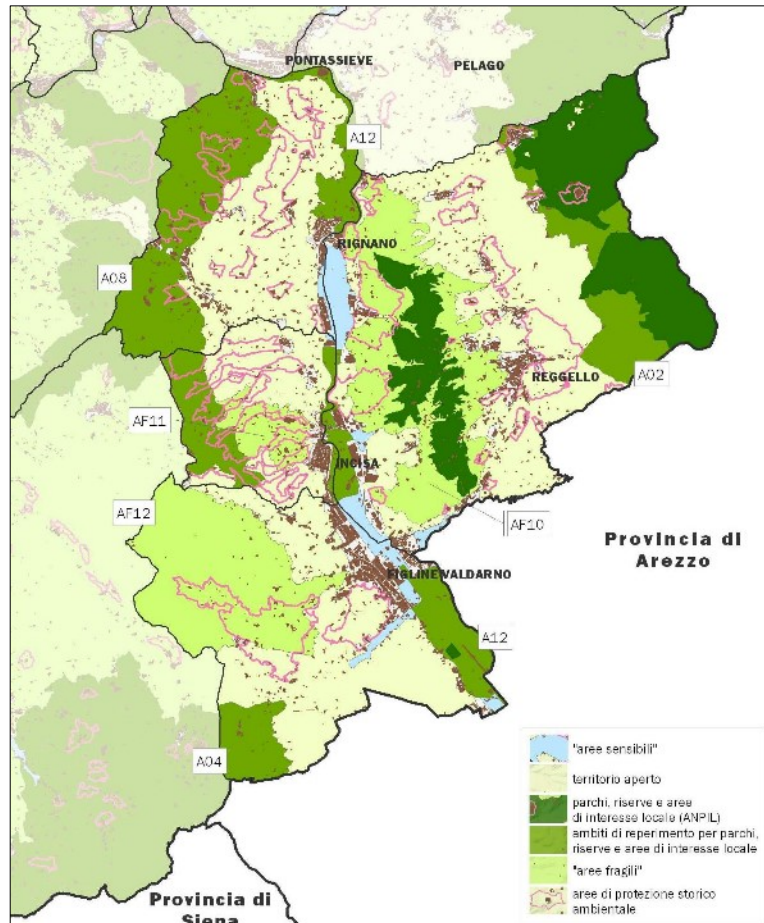 PONTASSIEVE
PELAGO
A12
RIGNANO
A08
A02
REGGELLO
AF11
INCISA
AF12
AF10
Provincia di
Arezzo
FIGLINE VALDARNO
A12
A04
"aree sensibili"
territorio aperto
parchi, riserve e aree
di interesse locale (ANPIL)
ambiti di reperimento per parchi,
riserve e aree di interesse locale
"aree fragili"
aree di protezione storico
ambientale
Provincia di
Siena